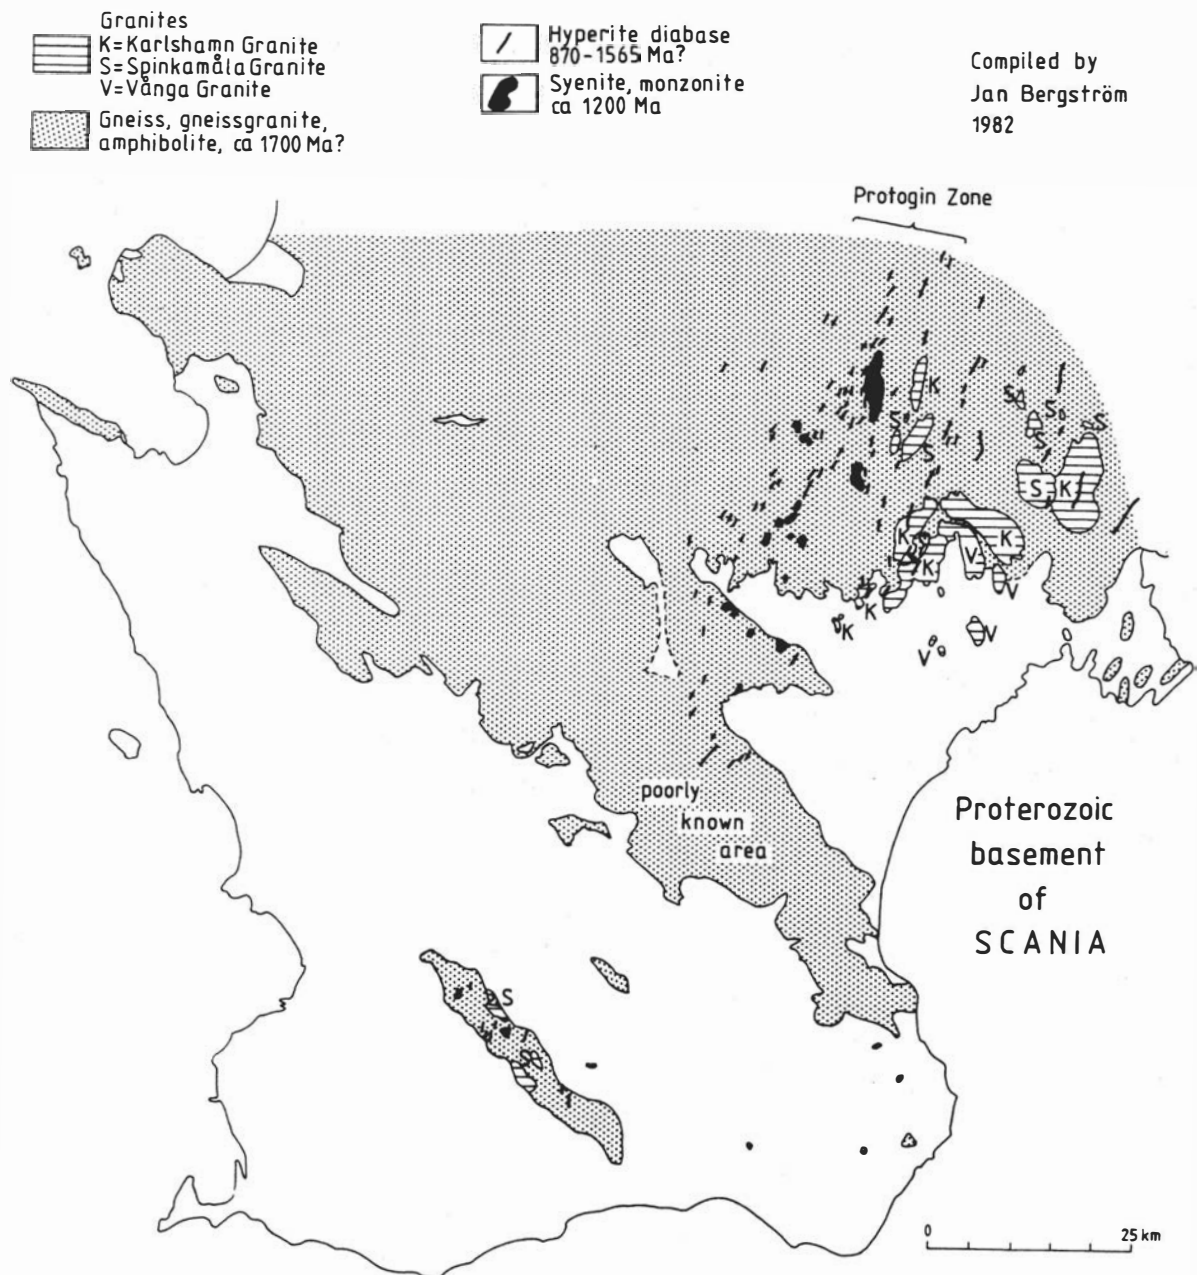 Granites
K=Karlshamn Granite
S=Spinkamåla Granite
V=Vånga Granite
Gneiss, gneissgranite,
amphibolite, ca 1700 Ma?
Hyperite diabase
870-1565 Ma?
Syenite, monzonite
ca 1200 Ma
Compiled by
Jan Bergström
1982
Protogin Zone
K
S
S
S
S
S
S
S
K
K
K
V
K
V
K
K
V
V
poorly
known
area
Proterozoic
basement
of
SCANIA
S
S
0
25 km